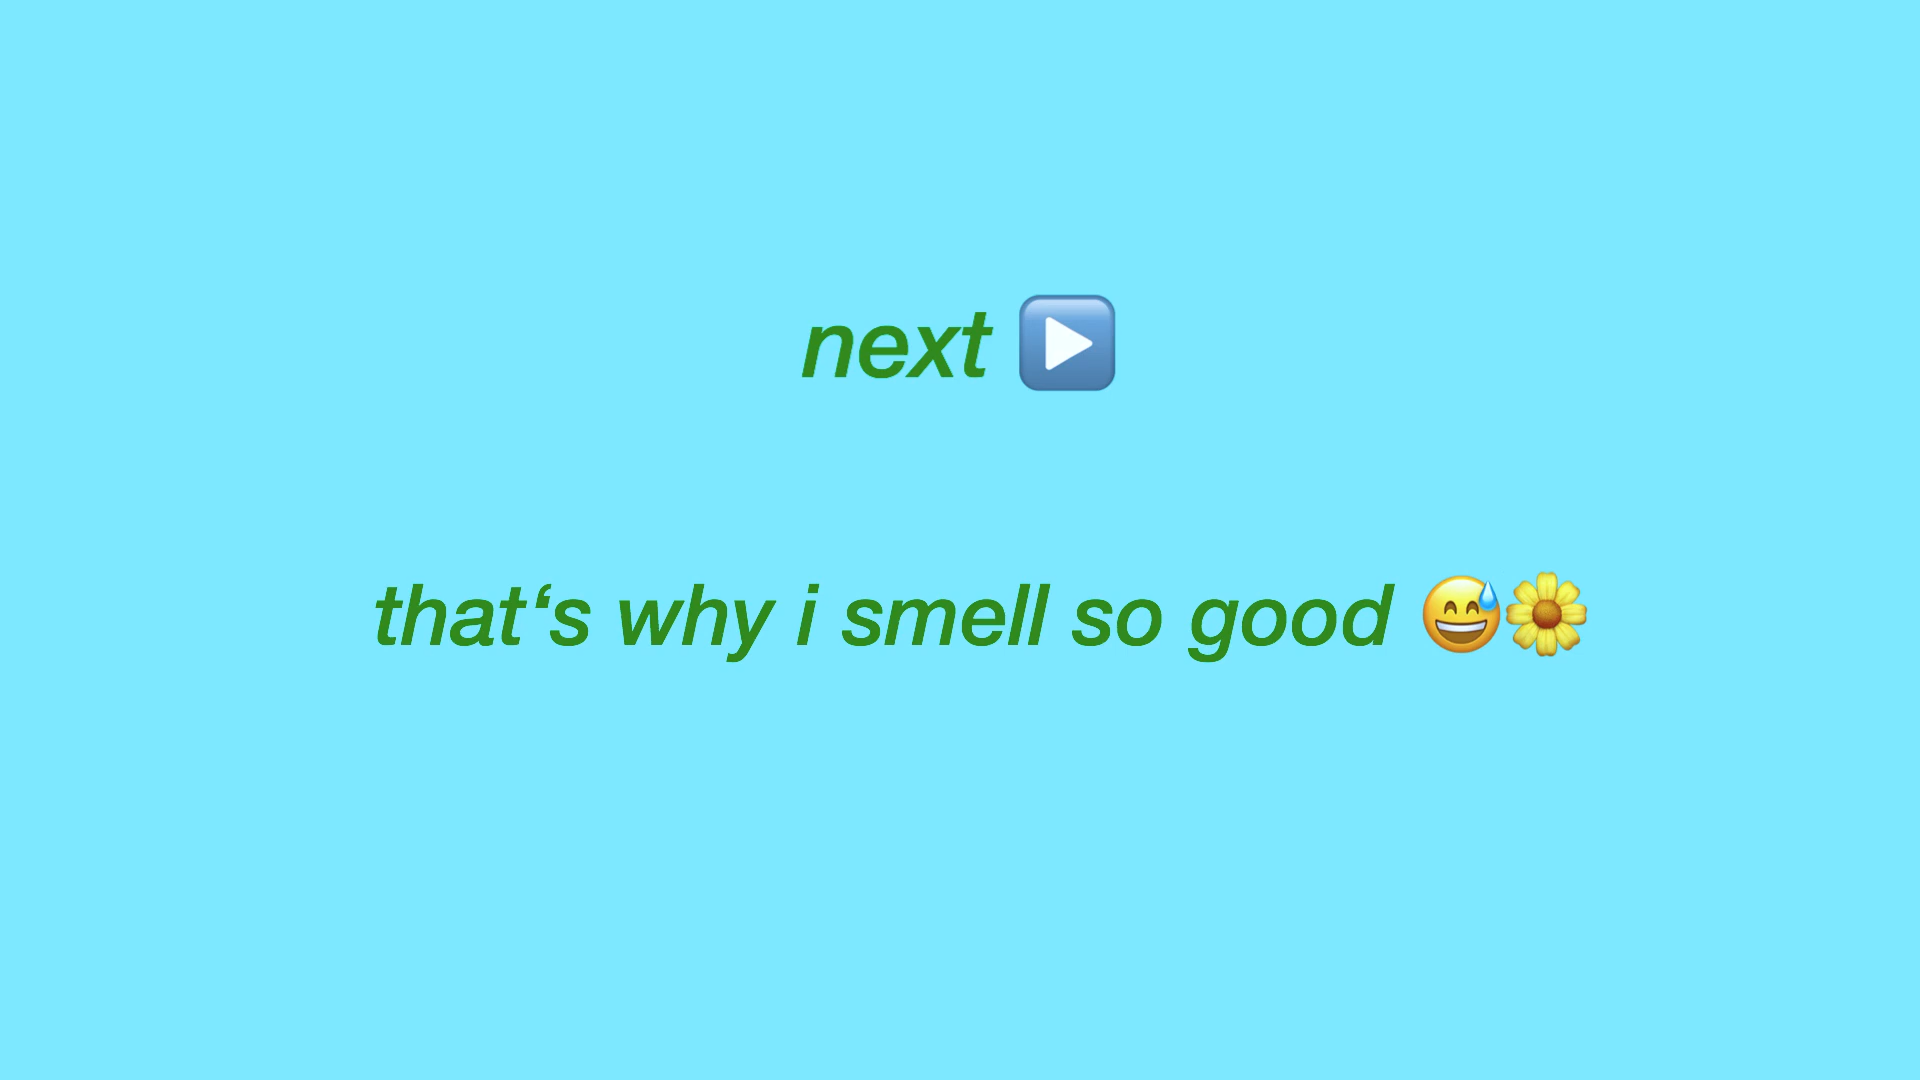 next ▶️
that‘s why i smell so good 😅🌼